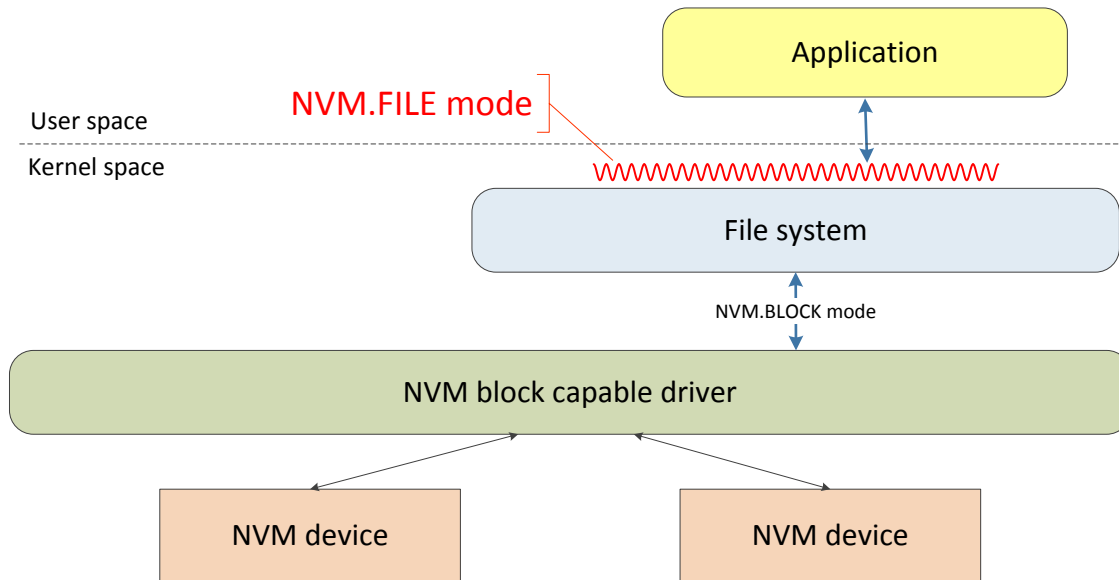 Application
NVM.FILE mode
User space
Kernel space
File system
NVM.BLOCK mode
NVM block capable driver
NVM device
NVM device